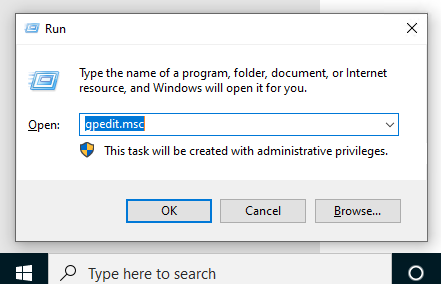 Run
Type the name of a program, folder, document, or Internet
resource, and Windows will open it for you.
Open: gpedit.msc
This task will be created with administrative privileges.
OK Cancel Browse...
Type here to search